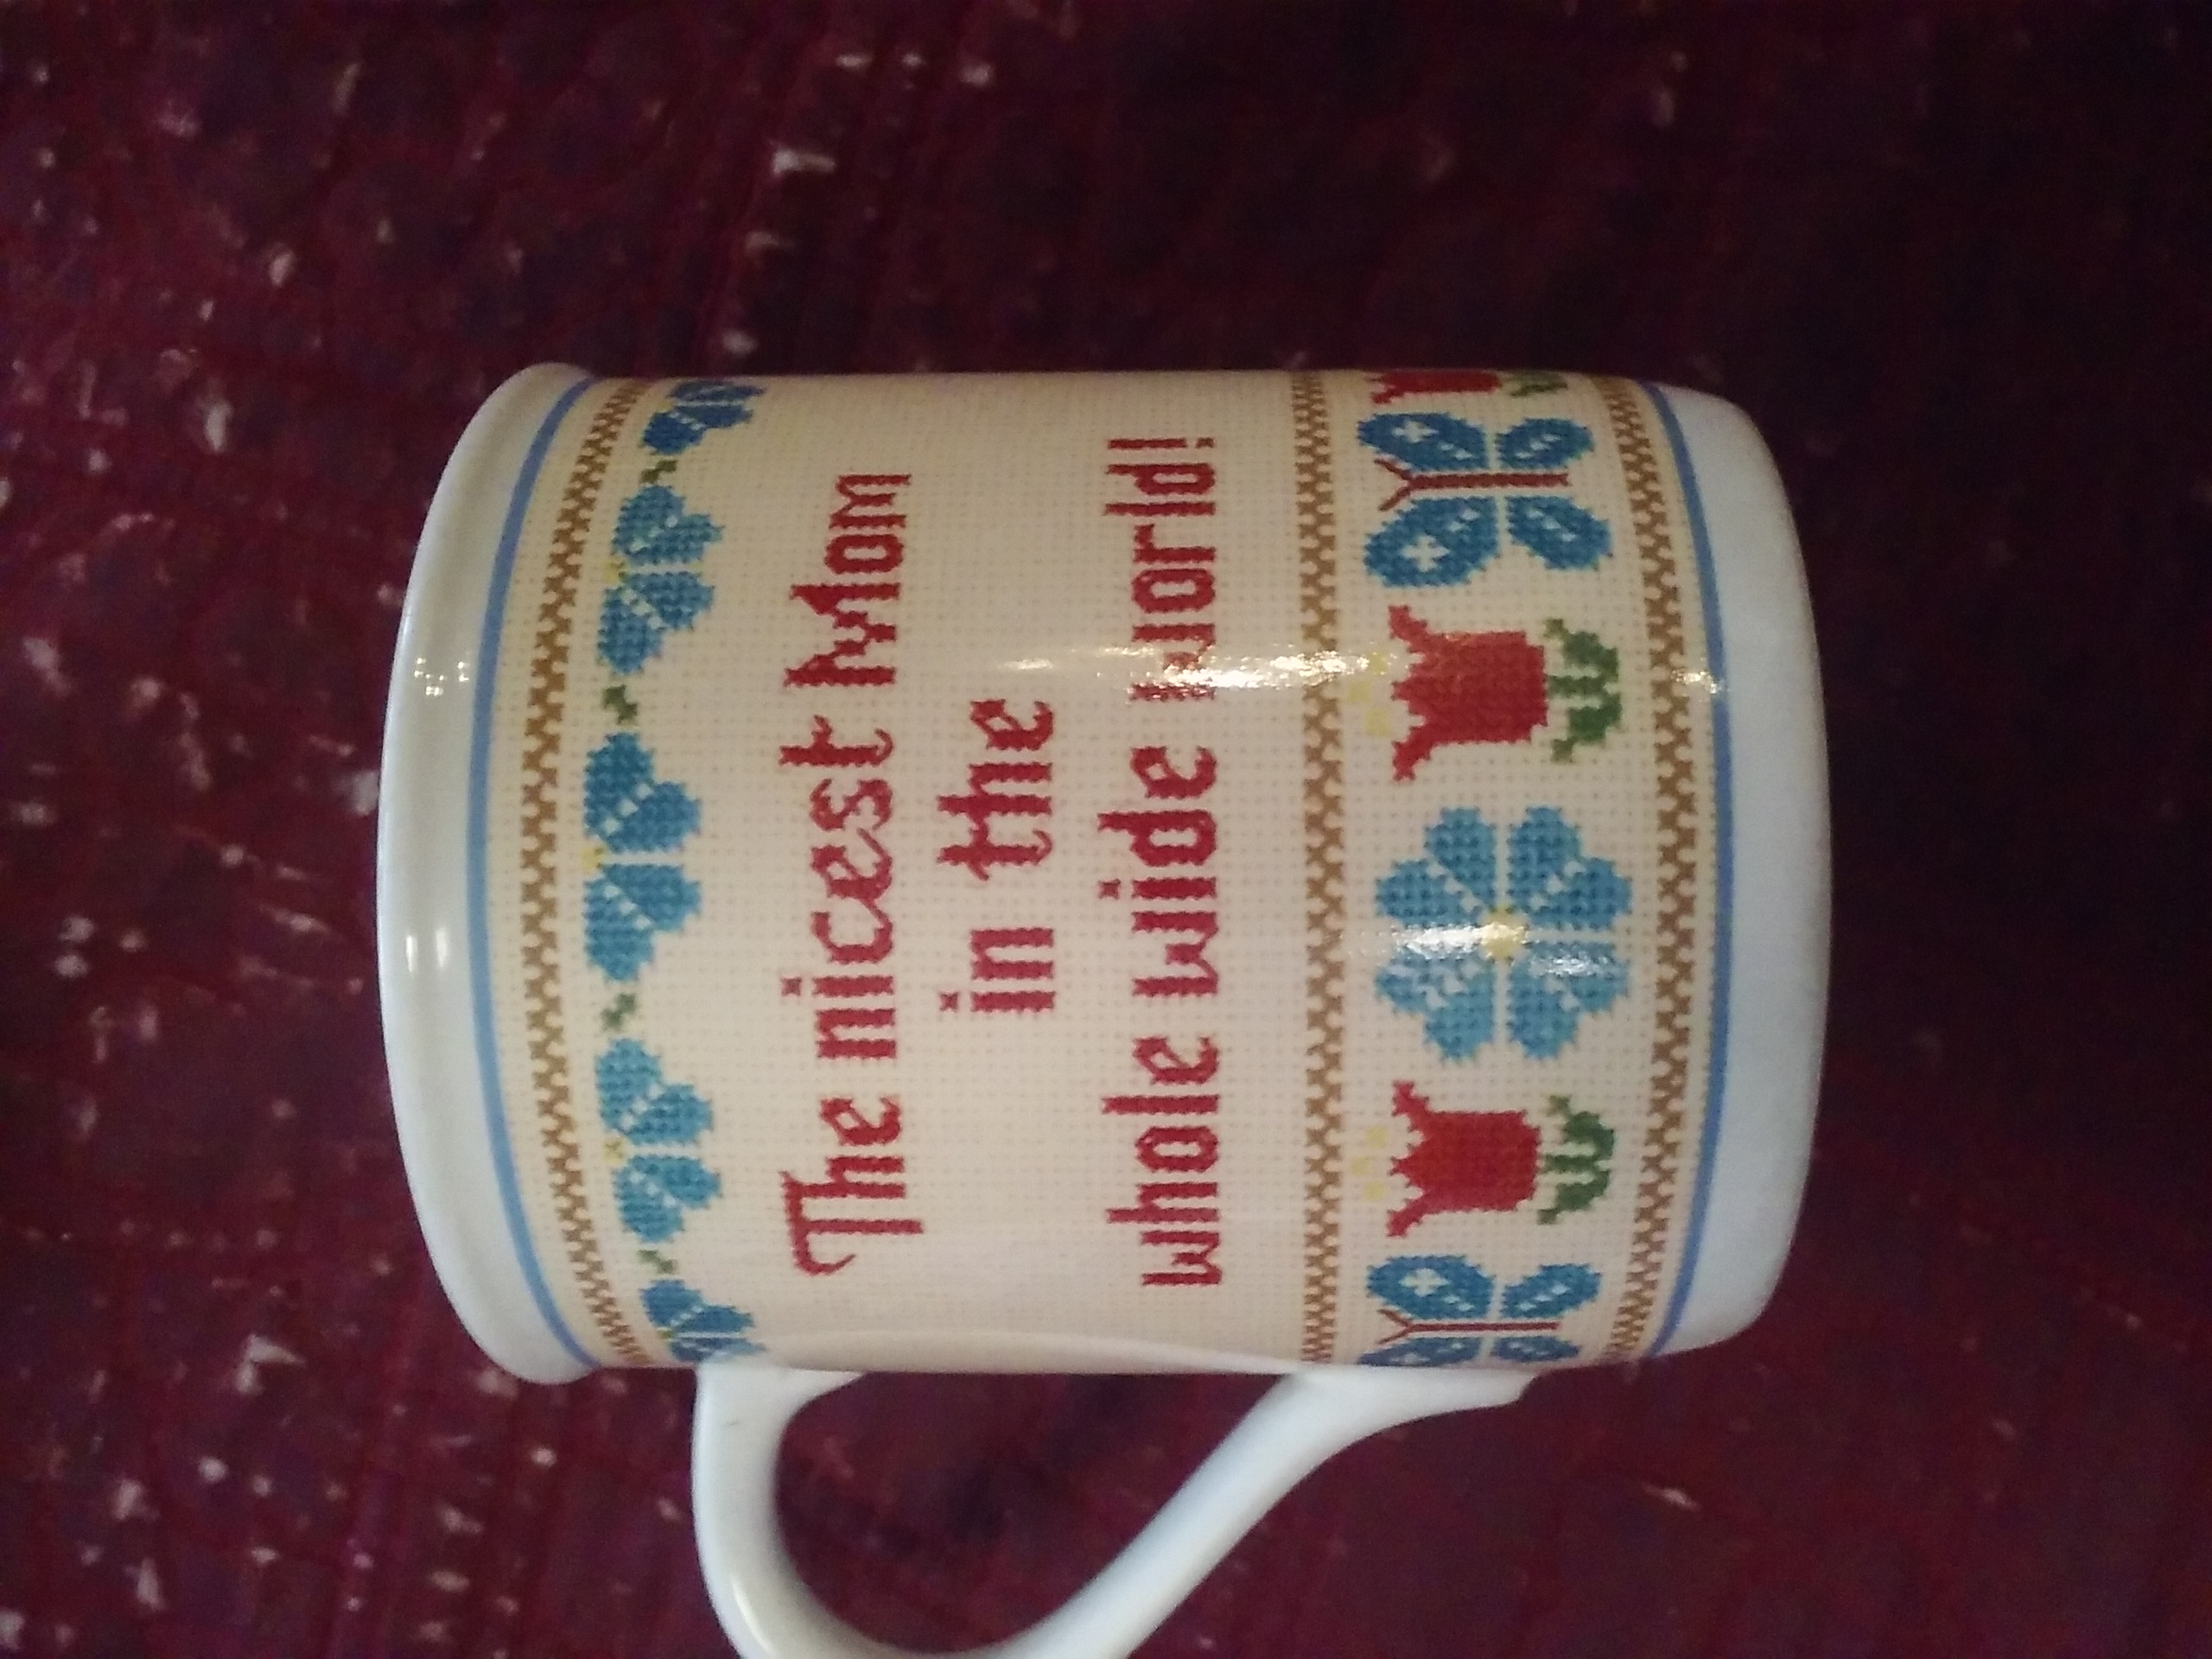 The nicest Mom
in the
whole wide world!